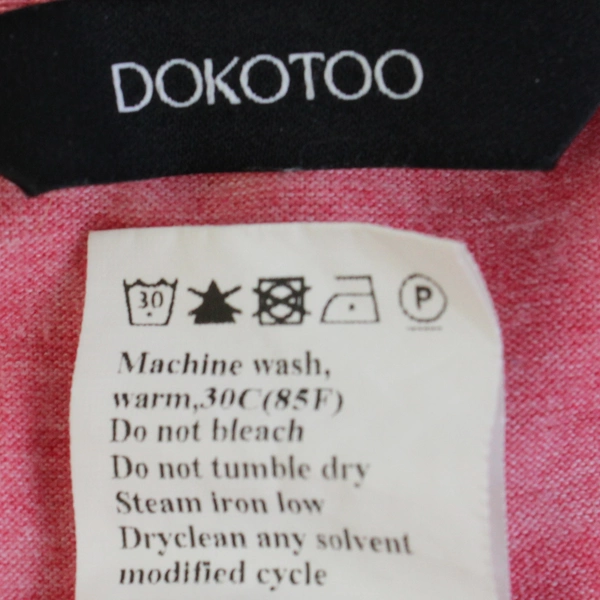 DOKOTOO
30 P
Machine wash,
warm,30C(85F)
Do not bleach
Do not tumble dry
Steam iron low
Dryclean any solvent
modified cycle